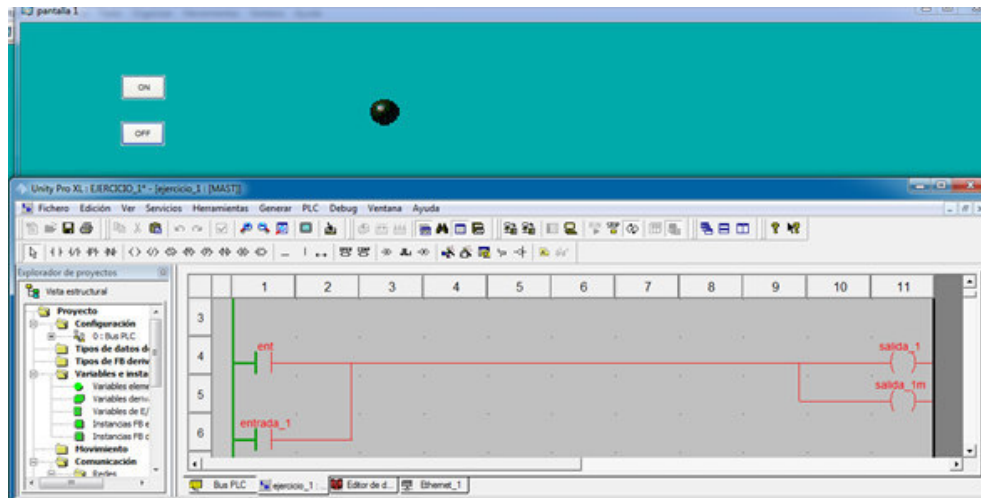 pantalla 1
ON
OFF
Unity Pro XL : EJERCICIO_1* - [ejercicio_1 : [MAST]]
Fichero Edición Ver Servicios Herramientas Generar PLC Debug Ventana Ayuda
Explorador de proyectos
Vista estructural
Proyecto
Configuración
0 : Bus PLC
Tipos de datos de
Tipos de FB deriv
Variables e insta
Variables eleme
Variables deriv
Variables de E/
Instancias FB e
Instancias FB d
Movimiento
Comunicación
Redes
1 2 3 4 5 6 7 8 9 10 11
3
4
5
6
ent
salida_1
salida_1m
entrada_1
Bus PLC ejercicio_1 : ... Editor de d... Ethernet_1